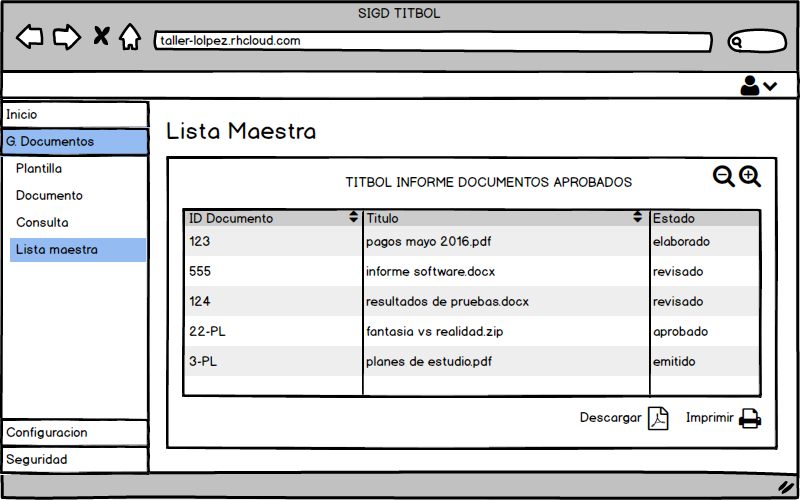 SIGD TITBOL
taller-lolpez.rhcloud.com
Inicio
G. Documentos
Plantilla
Documento
Consulta
Lista maestra
Configuracion
Seguridad
Lista Maestra
TITBOL INFORME DOCUMENTOS APROBADOS
ID Documento Titulo Estado
123 pagos mayo 2016.pdf elaborado
555 informe software.docx revisado
124 resultados de pruebas.docx revisado
22-PL fantasia vs realidad.zip aprobado
3-PL planes de estudio.pdf emitido
Descargar Imprimir